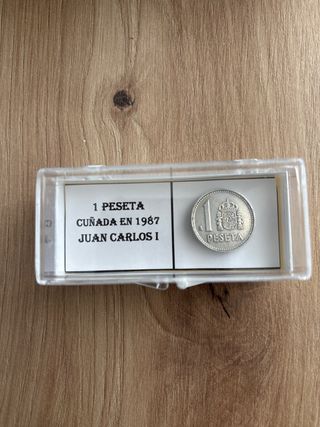 1 PESETA
CUÑADA EN 1987
JUAN CARLOS I
1
PESETA